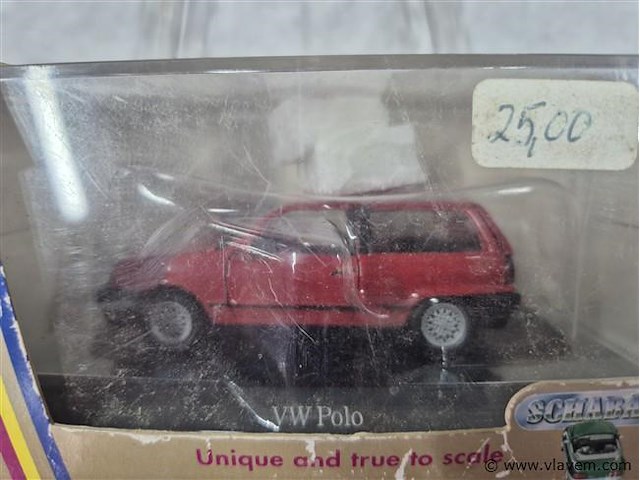 25,00
VW Polo
SCHABA
Unique and true to scale
© www.vlavem.com